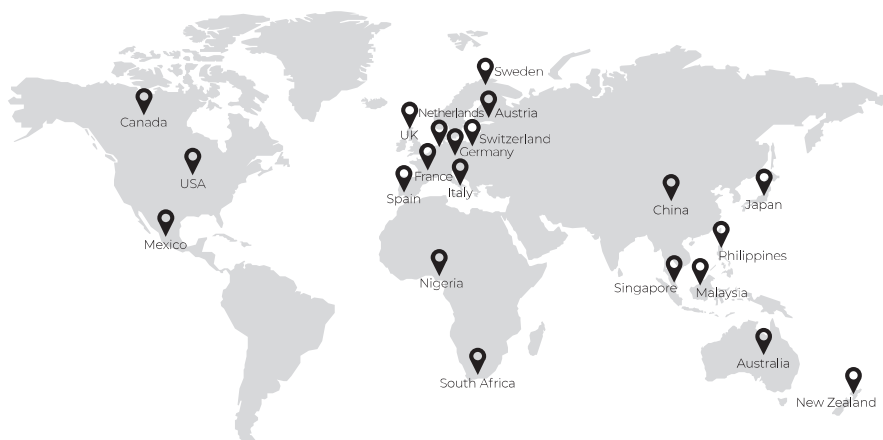 Sweden
Canada
Netherlands
Austria
UK
Switzerland
Germany
USA
France
Italy
Spain
China
Japan
Mexico
Philippines
Nigeria
Singapore
Malaysia
Australia
South Africa
New Zealand